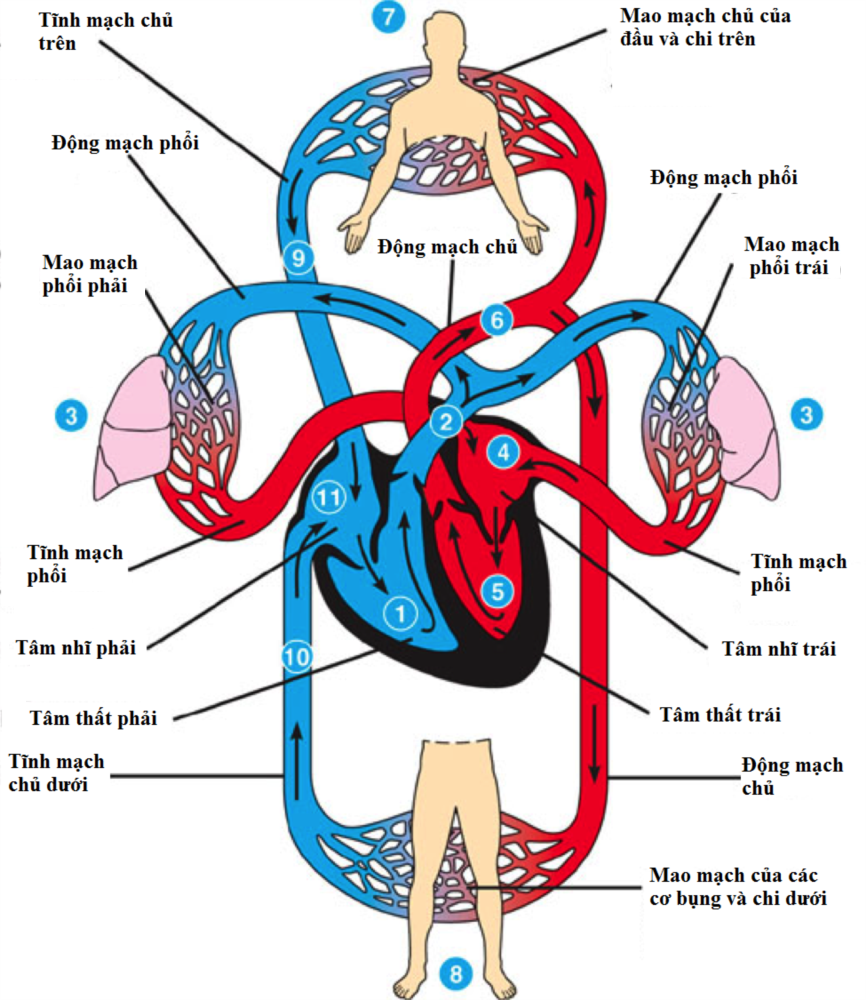 Tĩnh mạch chủ
trên
7
Mao mạch chủ của
đầu và chi trên
Động mạch phổi
Động mạch phổi
Động mạch chủ
Mao mạch
phổi trái
9
Mao mạch
phổi phải
6
3
2
3
4
11
Tĩnh mạch
phổi
Tĩnh mạch
phổi
5
1
Tâm nhĩ phải
10
Tâm nhĩ trái
Tâm thất phải
Tâm thất trái
Tĩnh mạch
chủ dưới
Động mạch
chủ
Mao mạch của các
cơ bụng và chi dưới
8